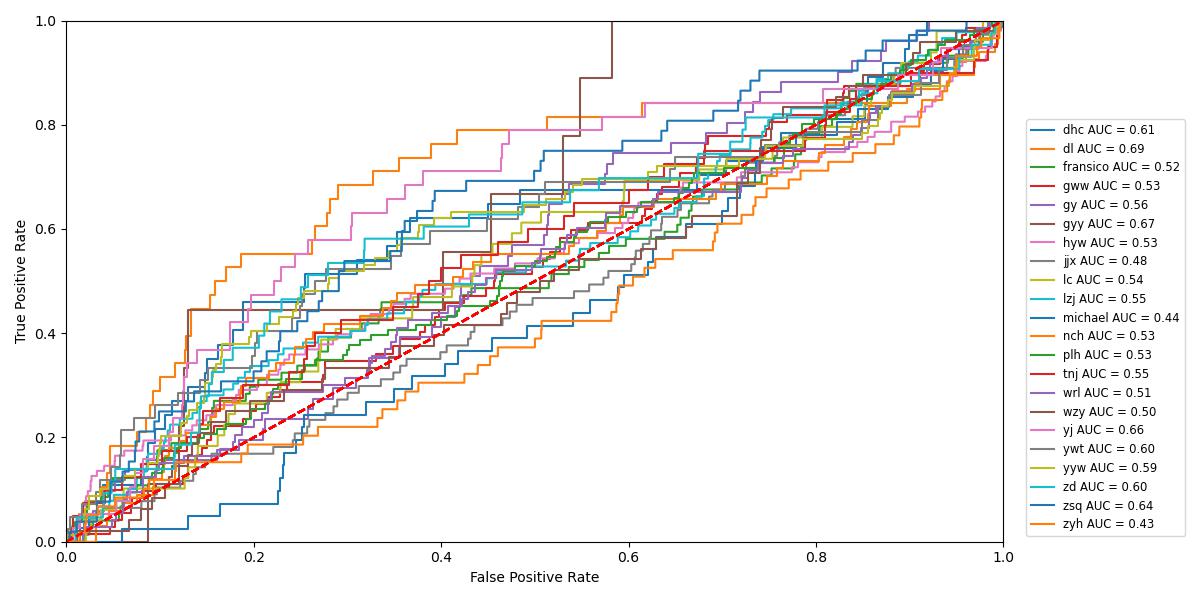 1.0
0.8
0.6
0.4
0.2
0.0
True Positive Rate
0.0 0.2 0.4 0.6 0.8 1.0
False Positive Rate
dhc AUC = 0.61
dl AUC = 0.69
fransico AUC = 0.52
gww AUC = 0.53
gy AUC = 0.56
gyy AUC = 0.67
hyw AUC = 0.53
jjx AUC = 0.48
lc AUC = 0.54
lzj AUC = 0.55
michael AUC = 0.44
nch AUC = 0.53
plh AUC = 0.53
tnj AUC = 0.55
wrl AUC = 0.51
wzy AUC = 0.50
yj AUC = 0.66
ywt AUC = 0.60
yyw AUC = 0.59
zd AUC = 0.60
zsq AUC = 0.64
zyh AUC = 0.43